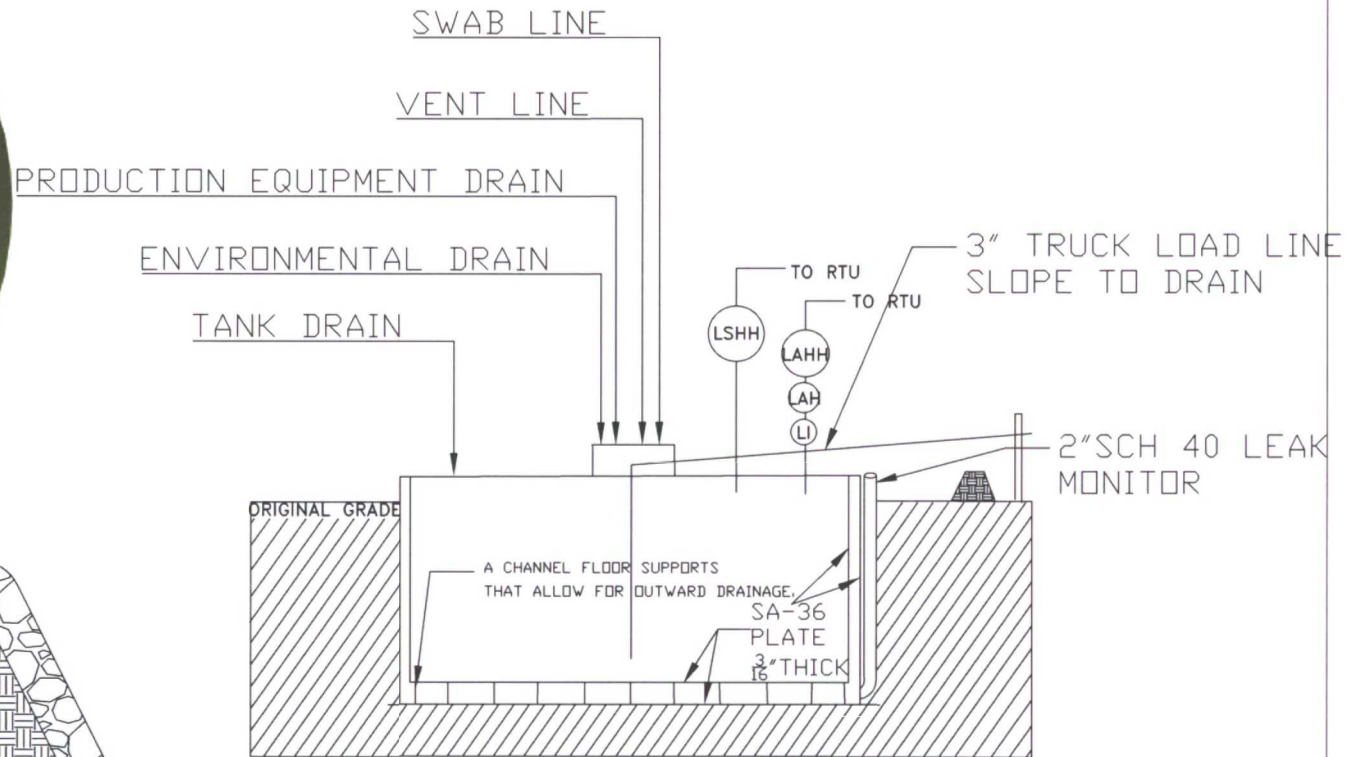 SWAB LINE
VENT LINE
PRODUCTION EQUIPMENT DRAIN
ENVIRONMENTAL DRAIN
TANK DRAIN
TO RTU
TO RTU
3" TRUCK LOAD LINE
SLOPE TO DRAIN
LSHH
LAHH
LAH
LI
2"SCH 40 LEAK
MONITOR
ORIGINAL GRADE
A CHANNEL FLOOR SUPPORTS
THAT ALLOW FOR OUTWARD DRAINAGE.
SA-36
PLATE
3/16"THICK